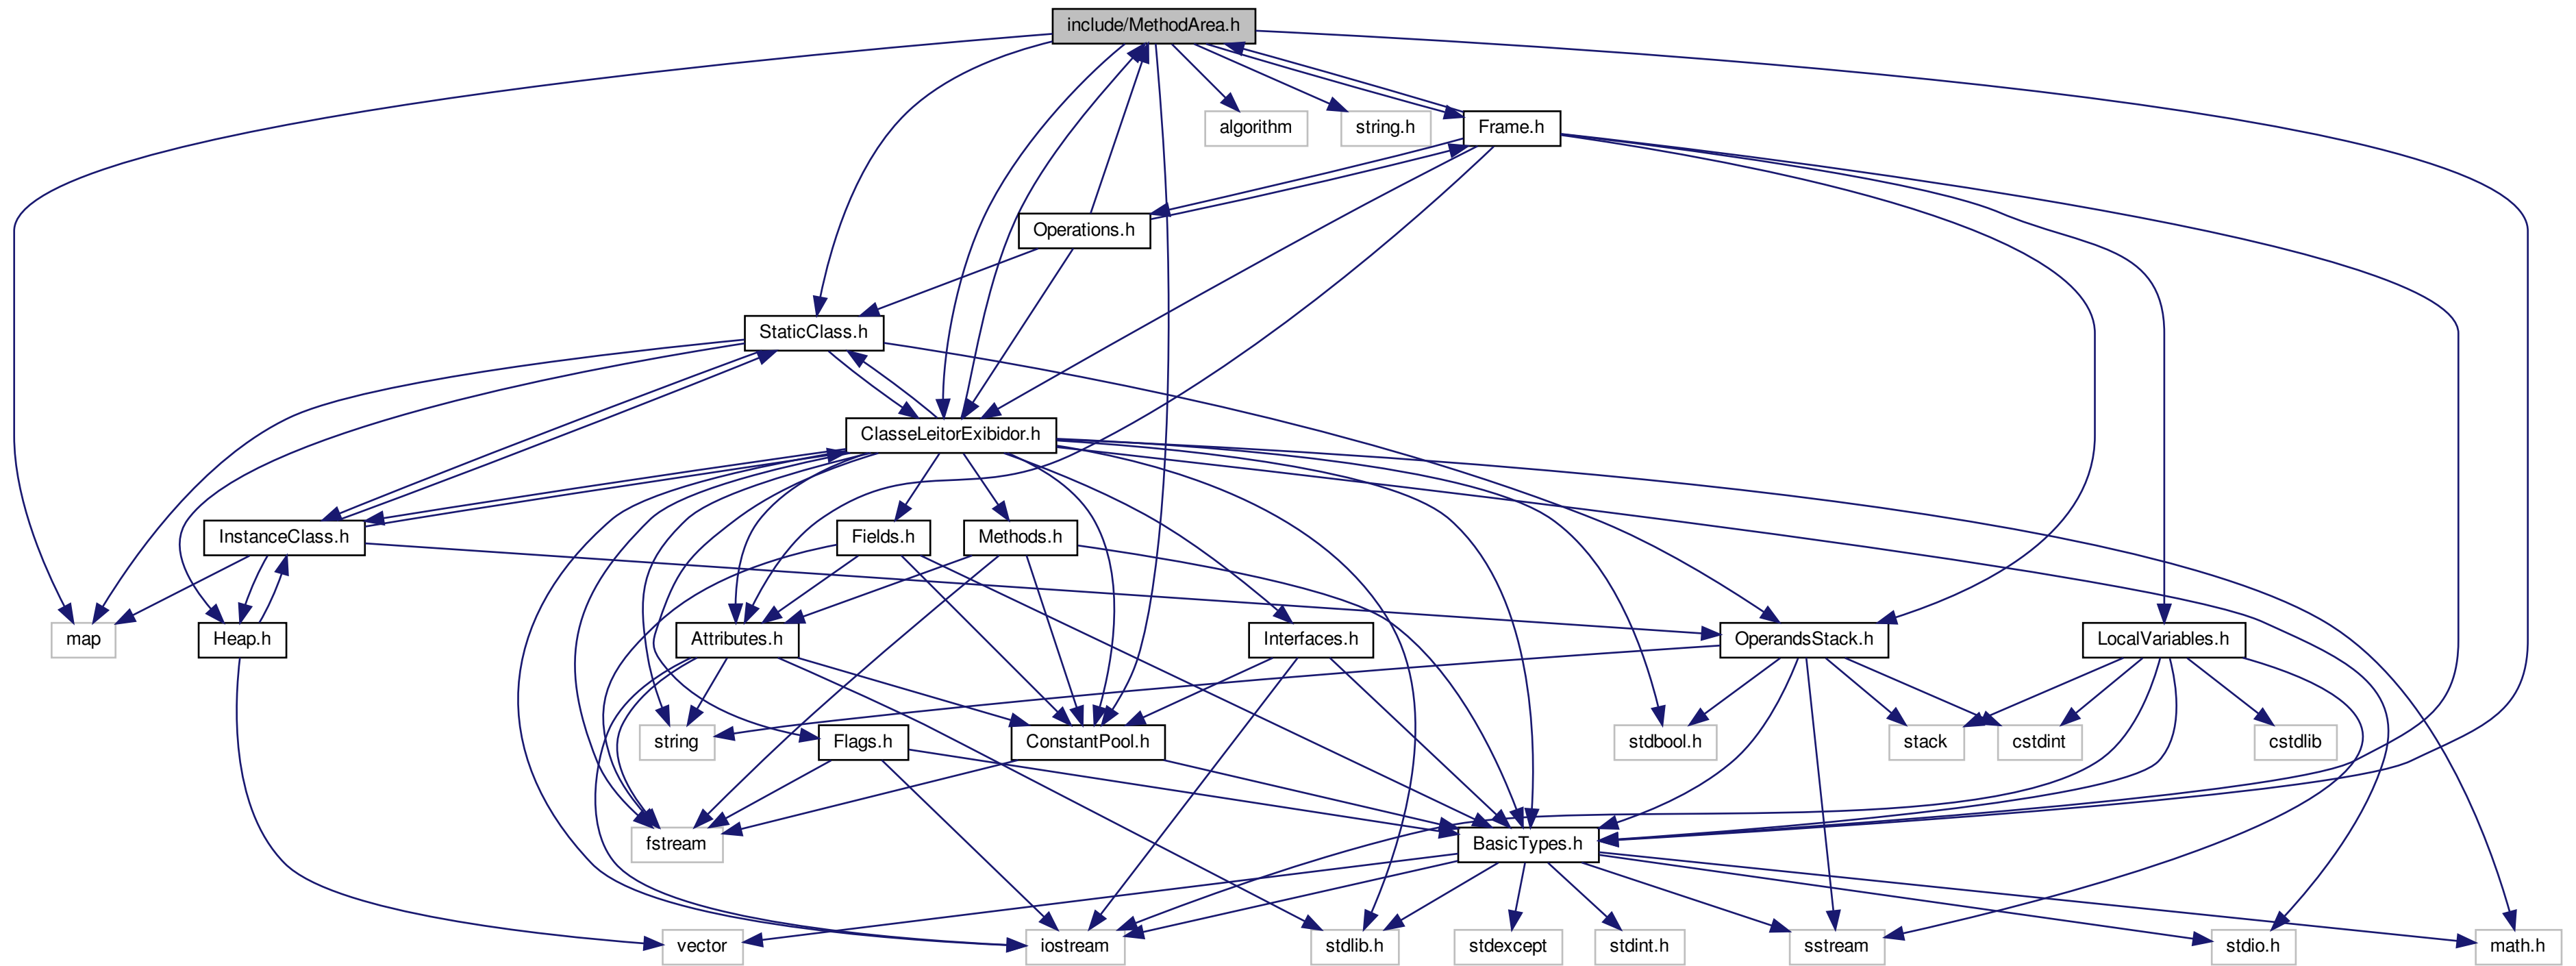 include/MethodArea.h
algorithm
string.h
Frame.h
Operations.h
StaticClass.h
ClasseLeitorExibidor.h
InstanceClass.h
Fields.h
Methods.h
map
Heap.h
Attributes.h
Interfaces.h
OperandsStack.h
LocalVariables.h
string
Flags.h
ConstantPool.h
stdbool.h
stack
cstdint
cstdlib
fstream
BasicTypes.h
vector
iostream
stdlib.h
stdexcept
stdint.h
sstream
stdio.h
math.h